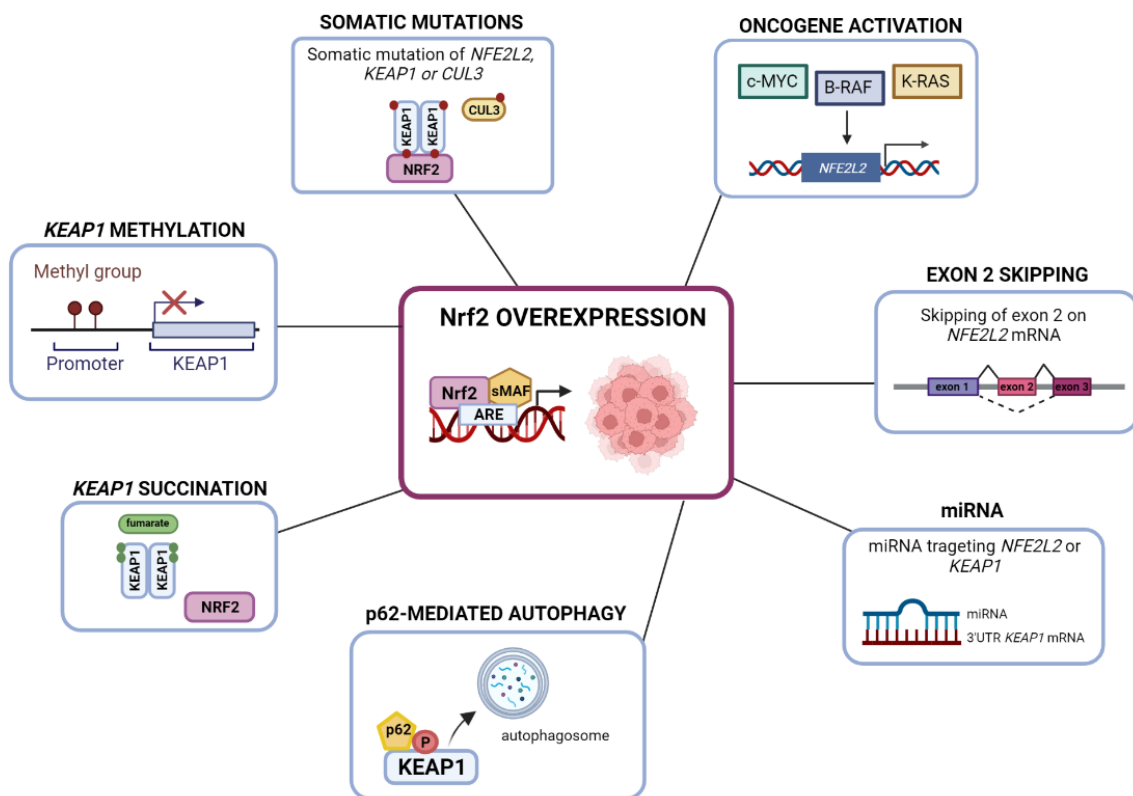 SOMATIC MUTATIONS
Somatic mutation of NFE2L2,
KEAP1 or CUL3
KEAP1
KEAP1
CUL3
NRF2
ONCOGENE ACTIVATION
c-MYC
B-RAF
K-RAS
NFE2L2
KEAP1 METHYLATION
Methyl group
Promoter
KEAP1
Nrf2 OVEREXPRESSION
Nrf2
sMAF
ARE
EXON 2 SKIPPING
Skipping of exon 2 on
NFE2L2 mRNA
exon 1
exon 2
exon 3
KEAP1 SUCCINATION
fumarate
KEAP1
KEAP1
NRF2
miRNA
miRNA trageting NFE2L2 or
KEAP1
miRNA
3'UTR KEAP1 mRNA
p62-MEDIATED AUTOPHAGY
p62
P
KEAP1
autophagosome